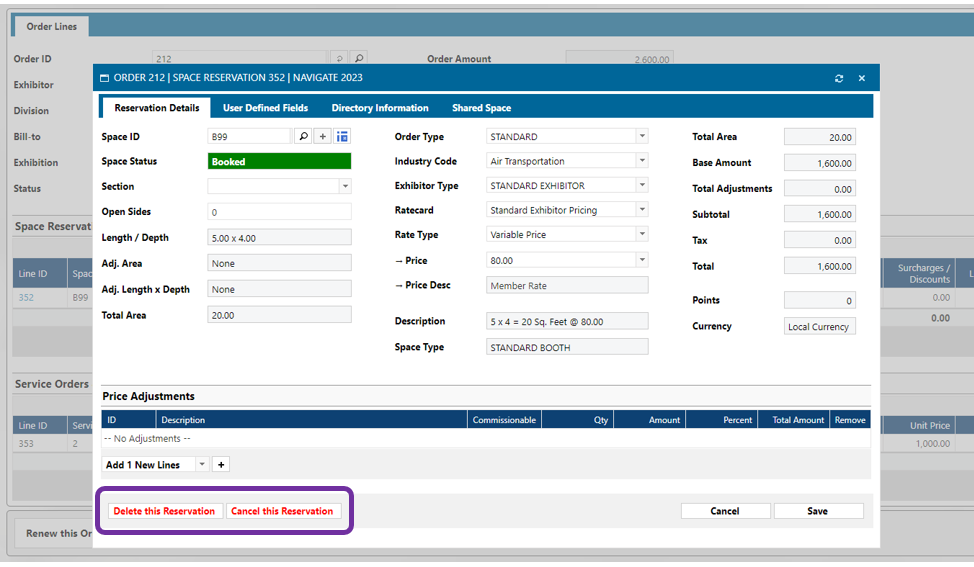 Order Lines
Order ID 212 Order Amount 2,600.00
ORDER 212 | SPACE RESERVATION 352 | NAVIGATE 2023
Exhibitor
Division
Bill-to
Exhibition
Status
Reservation Details User Defined Fields Directory Information Shared Space
Space ID B99 Order Type STANDARD Total Area 20.00
Space Status Booked Industry Code Air Transportation Base Amount 1,600.00
Section Exhibitor Type STANDARD EXHIBITOR Total Adjustments 0.00
Open Sides 0 Ratecard Standard Exhibitor Pricing Subtotal 1,600.00
Length / Depth 5.00 x 4.00 Rate Type Variable Price Tax 0.00
Adj. Area None → Price 80.00 Total 1,600.00
Adj. Length x Depth None → Price Desc Member Rate Points 0
Total Area 20.00 Description 5 x 4 = 20 Sq. Feet @ 80.00 Currency Local Currency
Space Type STANDARD BOOTH
Space Reservat
Line ID Spac Surcharges / Discounts L
352 B99 0.00
0.00
Service Orders
Line ID Servi Unit Price
353 2 1,000.00
Price Adjustments
ID Description Commissionable Qty Amount Percent Total Amount Remove
-- No Adjustments --
Add 1 New Lines +
Delete this Reservation Cancel this Reservation Cancel Save
Renew this Or